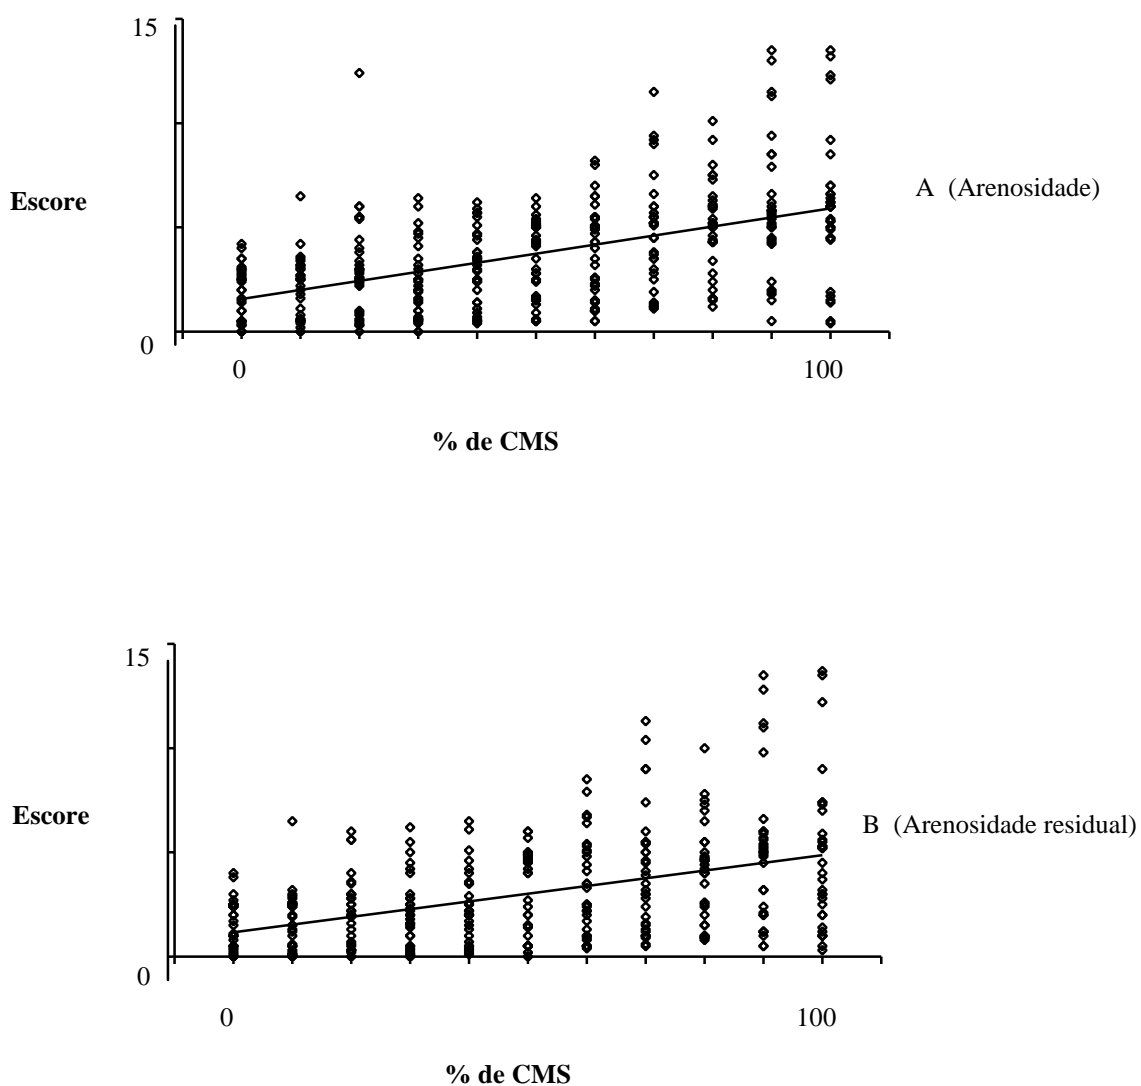 15
Escore
A (Arenosidade)
0
0
100
% de CMS
15
Escore
B (Arenosidade residual)
0
0
100
% de CMS